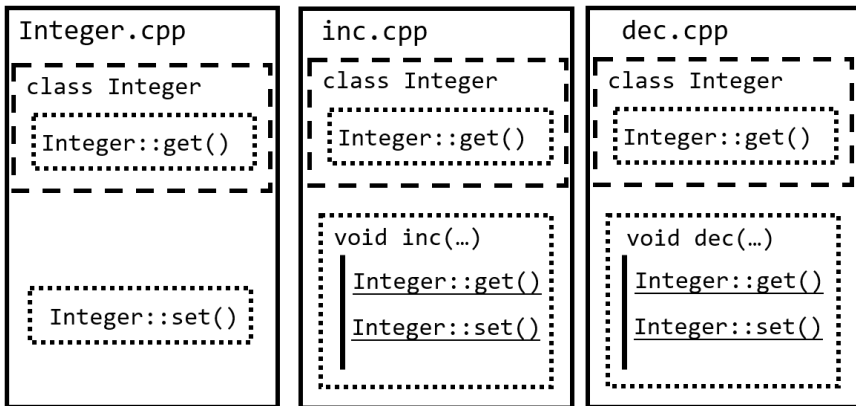 Integer.cpp
class Integer
Integer::get()
Integer::set()
inc.cpp
class Integer
Integer::get()
void inc(…)
Integer::get()
Integer::set()
dec.cpp
class Integer
Integer::get()
void dec(…)
Integer::get()
Integer::set()